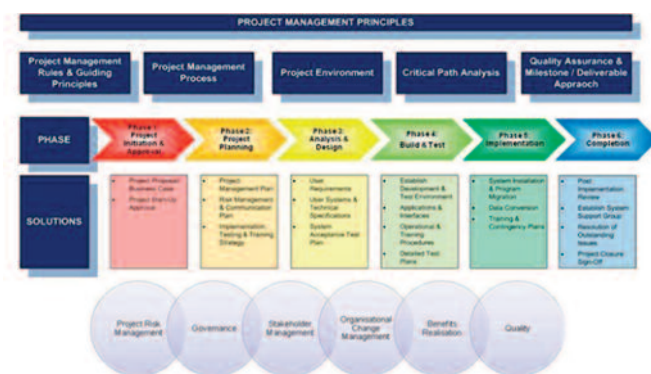 PROJECT MANAGEMENT PRINCIPLES
Project Management
Rules & Guiding
Principles
Project Management
Process
Project Environment
Critical Path Analysis
Quality Assurance &
Milestone / Deliverable
Appraoch
PHASE
Phase 1:
Project
Initiation &
Approval
Phase 2:
Project
Planning
Phase 3:
Analysis &
Design
Phase 4:
Build & Test
Phase 5:
Implementation
Phase 6:
Completion
SOLUTIONS
Project Proposal
Business Case
Project Approval
Project
Management Plan
Risk Management
& Communication
Plan
Implementation,
Testing & Training
Strategy
User
Requirements
User Systems &
Technical
Specifications
System
Acceptance Test
Plan
Establish
Development &
Test Environment
Applications &
Interfaces
Operational &
Training
Procedures
Detailed Test
Plans
System Installation
& Program
Migration
Data Conversion
Training &
Contingency Plans
Post
Implementation
Review
Establish System
Support Group
Resolution of
Outstanding
Issues
Project Closure
Sign-Off
Project Risk
Management
Governance
Stakeholder
Management
Organisational
Change
Management
Benefits
Realisation
Quality